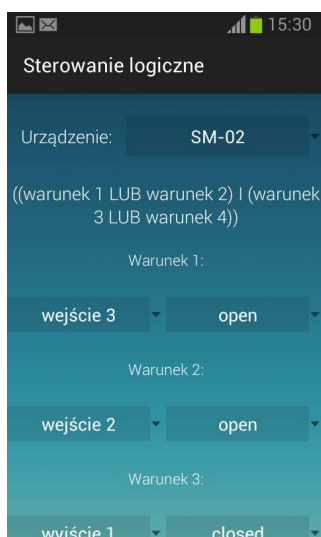 15:30
Sterowanie logiczne
Urządzenie: SM-02
((warunek 1 LUB warunek 2) I (warunek
3 LUB warunek 4))
Warunek 1:
wejście 3 open
Warunek 2:
wejście 2 open
Warunek 3:
wyjście 1 closed